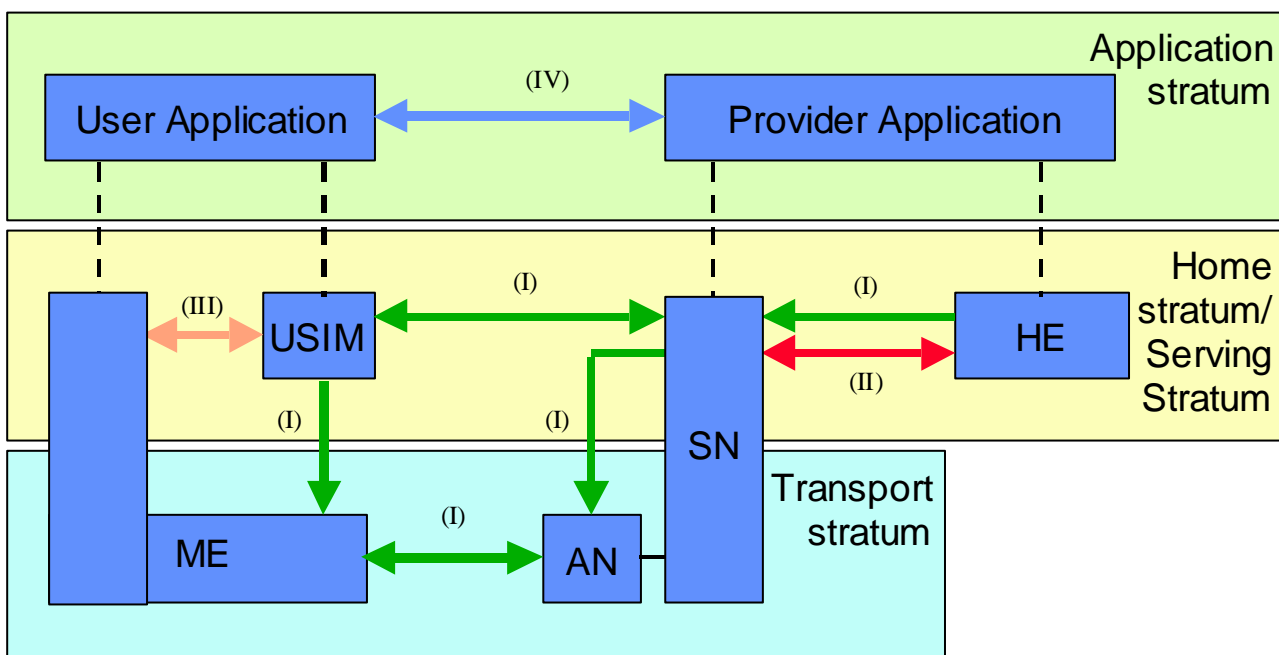 Application
stratum
(IV)
User Application
Provider Application
Home
stratum/
Serving
Stratum
(III)
(I)
(I)
USIM
HE
(II)
(I)
(I)
SN
Transport
stratum
(I)
ME
AN